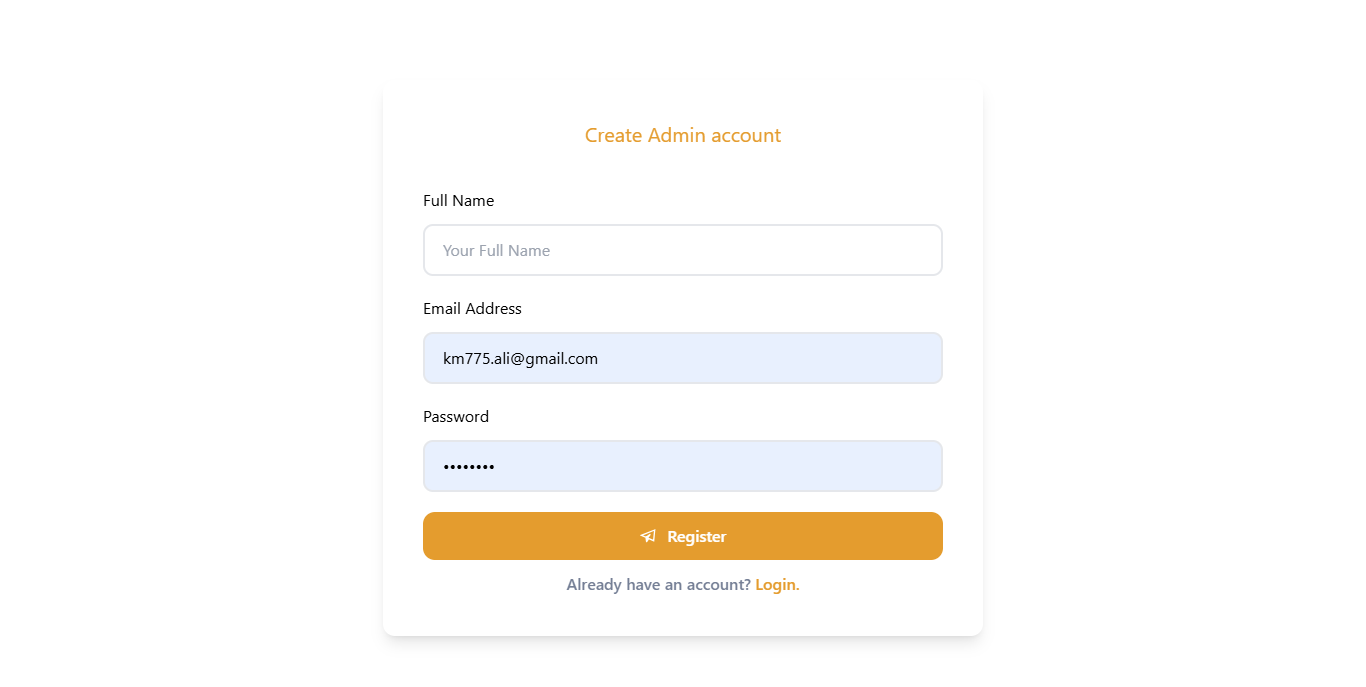 Create Admin account
Full Name
Your Full Name
Email Address
km775.ali@gmail.com
Password
••••••••
Register
Already have an account? Login.